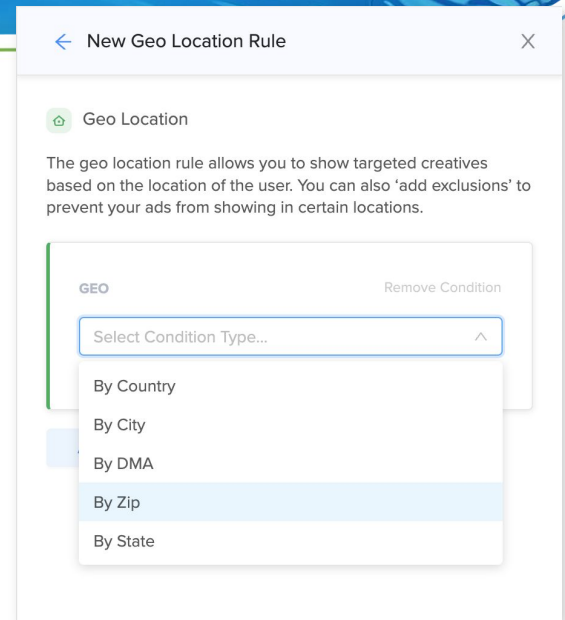 New Geo Location Rule
Geo Location
The geo location rule allows you to show targeted creatives
based on the location of the user. You can also ‘add exclusions’ to
prevent your ads from showing in certain locations.
GEO Remove Condition
Select Condition Type...
By Country
By City
By DMA
By Zip
By State